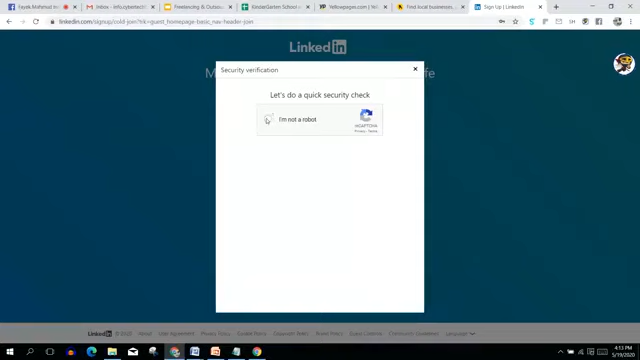 Inbox - info.cybertech
Freelancing & Outsou
KinderGarten School
Yellowpages.com
Find local businesses,
Sign Up | LinkedIn
linkedin.com/signup/cold-join?trk=guest_homepage-basic_nav-header-join
LinkedIn
Security verification
Let's do a quick security check
I'm not a robot
reCAPTCHA
Privacy - Terms
LinkedIn © 2020 About User Agreement Privacy Policy Cookie Policy Copyright Policy Brand Policy Guest Controls Community Guidelines Language
4:13 PM
5/19/2020